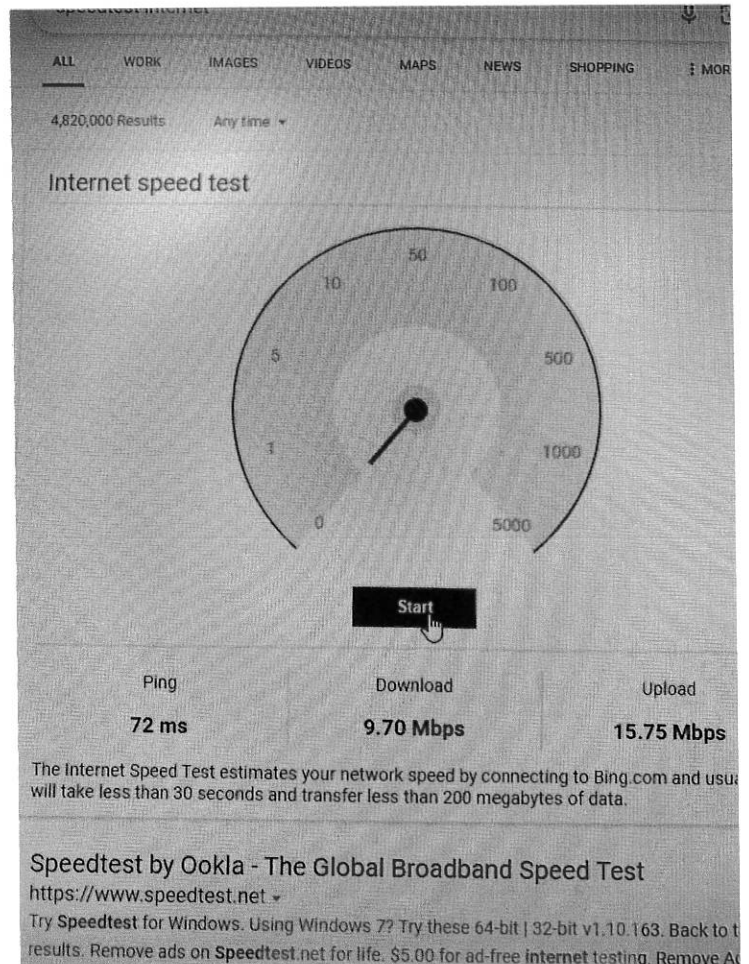 speedtest internet
ALL WORK IMAGES VIDEOS MAPS NEWS SHOPPING MOR
4,820,000 Results Any time
Internet speed test
50
10 100
5 500
1 1000
0 5000
Start
Ping Download Upload
72 ms 9.70 Mbps 15.75 Mbps
The Internet Speed Test estimates your network speed by connecting to Bing.com and usua
will take less than 30 seconds and transfer less than 200 megabytes of data.
Speedtest by Ookla - The Global Broadband Speed Test
https://www.speedtest.net
Try Speedtest for Windows. Using Windows 7? Try these 64-bit | 32-bit v1.10.163. Back to t
results. Remove ads on Speedtest.net for life. $5.00 for ad-free internet testing. Remove Ad